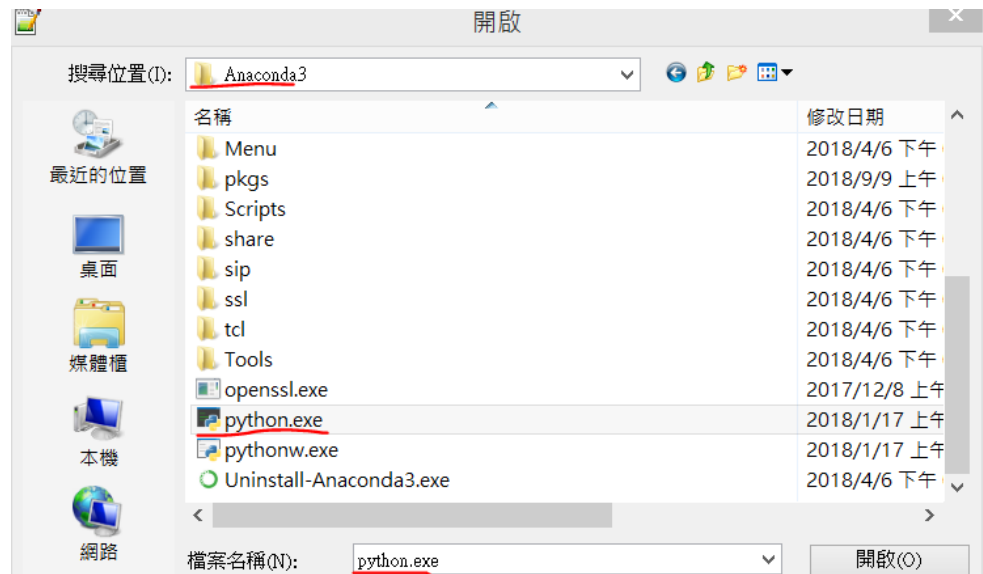 開啟
搜尋位置(I): Anaconda3
名稱 修改日期
Menu 2018/4/6 下午
pkgs 2018/9/9 上午
Scripts 2018/4/6 下午
share 2018/4/6 下午
sip 2018/4/6 下午
ssl 2018/4/6 下午
tcl 2018/4/6 下午
Tools 2018/4/6 下午
openssl.exe 2017/12/8 上午
python.exe 2018/1/17 上午
pythonw.exe 2018/1/17 上午
Uninstall-Anaconda3.exe 2018/4/6 下午
最近的位置
桌面
媒體櫃
本機
網路
檔案名稱(N): python.exe 開啟(O)